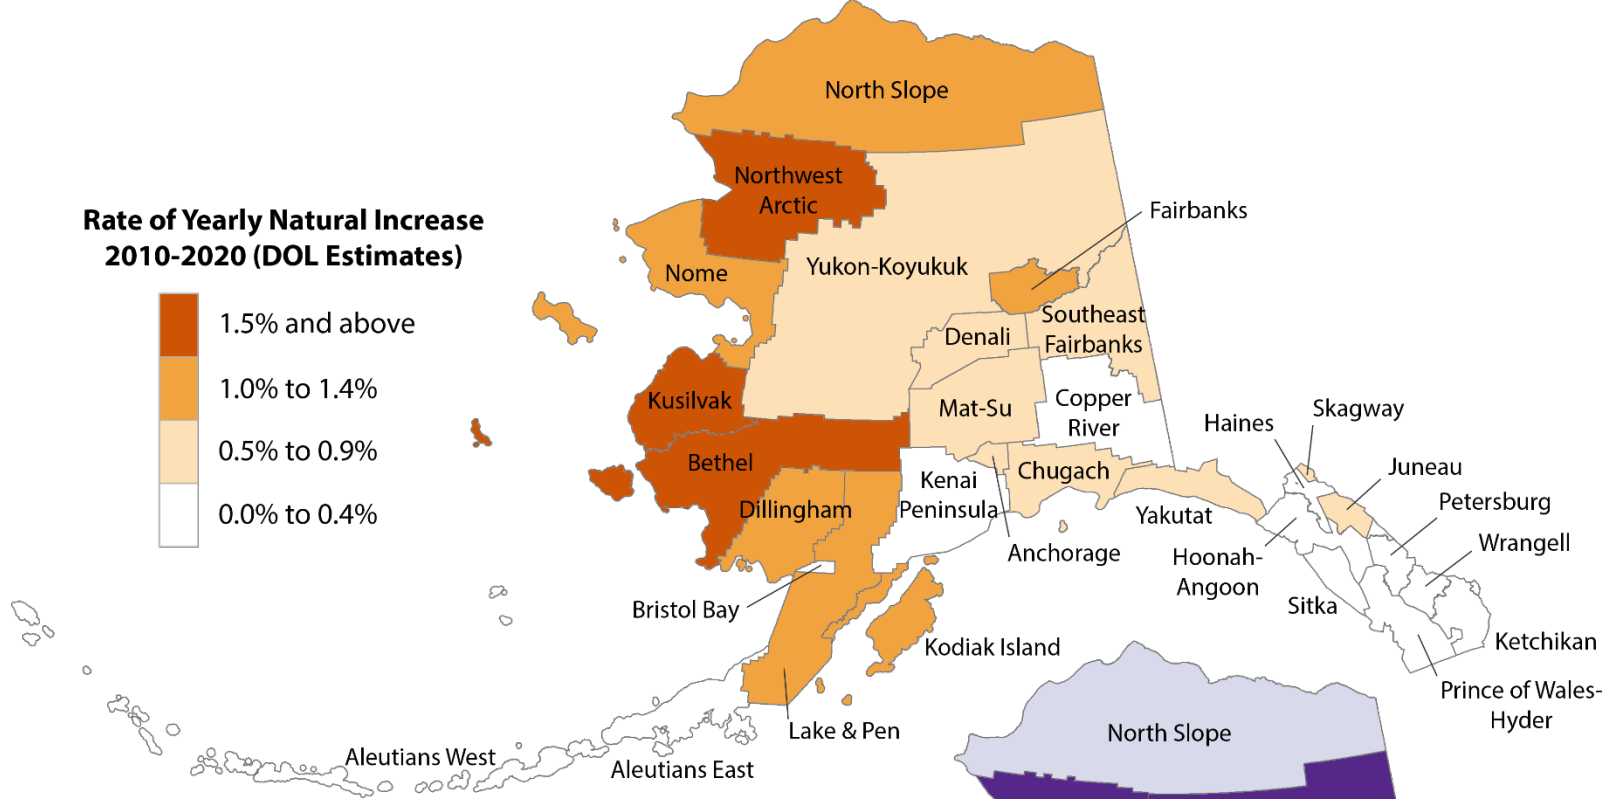 North Slope
Northwest
Arctic
Fairbanks
Rate of Yearly Natural Increase
2010-2020 (DOL Estimates)
Nome
Yukon-Koyukuk
1.5% and above
Southeast
Fairbanks
Denali
1.0% to 1.4%
Kusilvak
Mat-Su
Copper
River
Haines
Skagway
0.5% to 0.9%
Bethel
Chugach
Kenai
Peninsula
Juneau
0.0% to 0.4%
Dillingham
Yakutat
Petersburg
Anchorage
Hoonah-
Angoon
Wrangell
Bristol Bay
Sitka
Kodiak Island
Ketchikan
Prince of Wales-
Hyder
Lake & Pen
North Slope
Aleutians West
Aleutians East